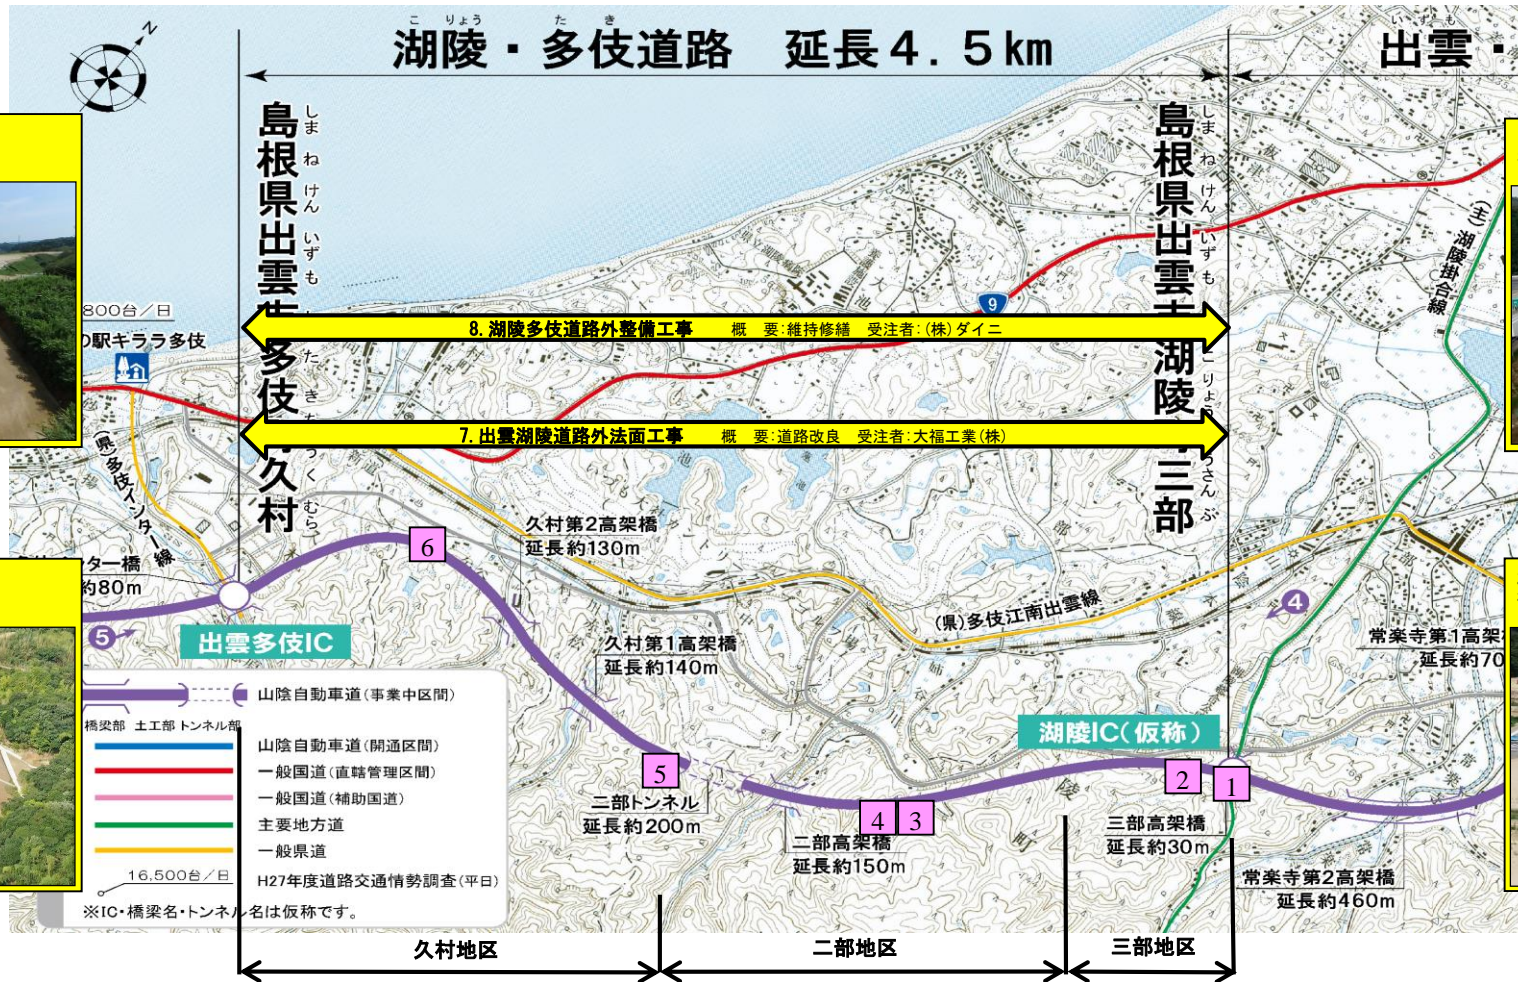 湖陵・多伎道路 延長4.5km
こ りょう
た き
出雲・
いずも
N
島根県出雲市多伎町久村
しま ね けん いずも
た き
く むら
島根県出雲市湖陵町三部
しま ね けん いずも
こ りょう
さん ぶ
800台/日
の駅キララ多伎
9
(主)湖陵掛合線
8. 湖陵多伎道路外整備工事 概 要:維持修繕 受注者:(株)ダイニ
7. 出雲湖陵道路外法面工事 概 要:道路改良 受注者:大福工業(株)
(県)多伎インター線
ター橋
約80m
5
出雲多伎IC
6
久村第2高架橋
延長約130m
久村第1高架橋
延長約140m
(県)多伎江南出雲線
4
常楽寺第1高架
延長約70
湖陵IC(仮称)
5
二部トンネル
延長約200m
4
3
二部高架橋
延長約150m
2
1
三部高架橋
延長約30m
常楽寺第2高架橋
延長約460m
陵
町
山陰自動車道(事業中区間)
橋梁部 土工部 トンネル部
山陰自動車道(開通区間)
一般国道(直轄管理区間)
一般国道(補助国道)
主要地方道
一般県道
16,500台/日 H27年度道路交通情勢調査(平日)
※IC・橋梁名・トンネル名は仮称です。
久村地区
二部地区
三部地区